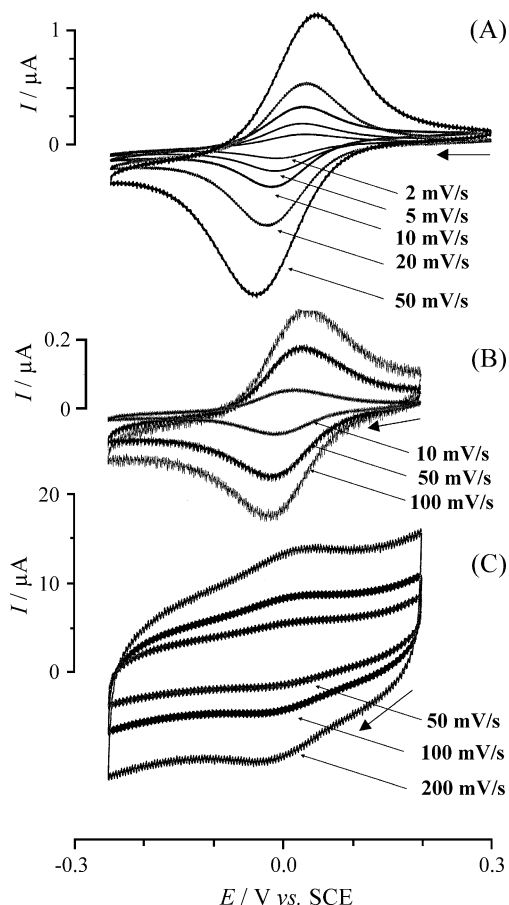 (A)
1
0
I / μA
2 mV/s
5 mV/s
10 mV/s
20 mV/s
50 mV/s
(B)
0.2
0
I / μA
10 mV/s
50 mV/s
100 mV/s
(C)
20
10
0
I / μA
50 mV/s
100 mV/s
200 mV/s
-0.3 0.0 0.3
E / V vs. SCE